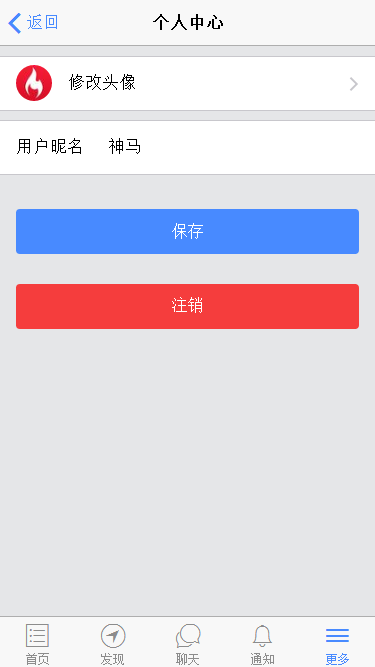 返回 个人中心
修改头像
用户昵名 神马
保存
注销
首页 发现 聊天 通知 更多